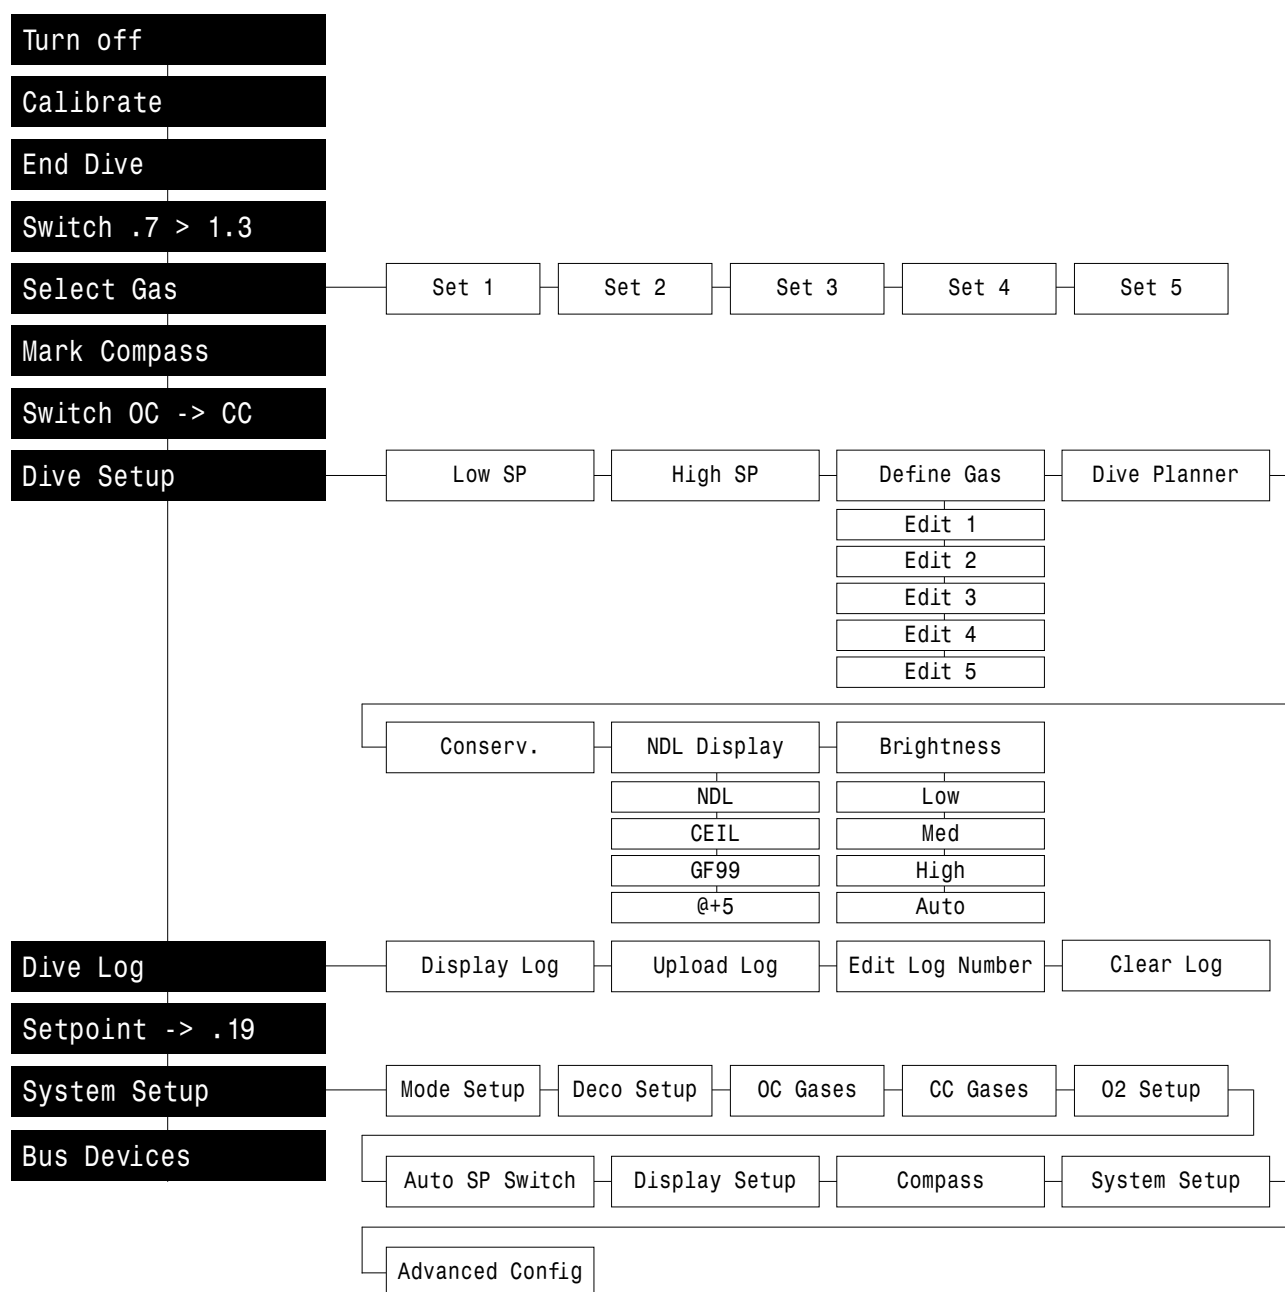 Turn off
Calibrate
End Dive
Switch .7 > 1.3
Select Gas
Set 1
Set 2
Set 3
Set 4
Set 5
Mark Compass
Switch OC -> CC
Dive Setup
Low SP
High SP
Define Gas
Dive Planner
Edit 1
Edit 2
Edit 3
Edit 4
Edit 5
Conserv.
NDL Display
Brightness
NDL
Low
CEIL
Med
GF99
High
@+5
Auto
Dive Log
Display Log
Upload Log
Edit Log Number
Clear Log
Setpoint -> .19
System Setup
Mode Setup
Deco Setup
OC Gases
CC Gases
O2 Setup
Bus Devices
Auto SP Switch
Display Setup
Compass
System Setup
Advanced Config